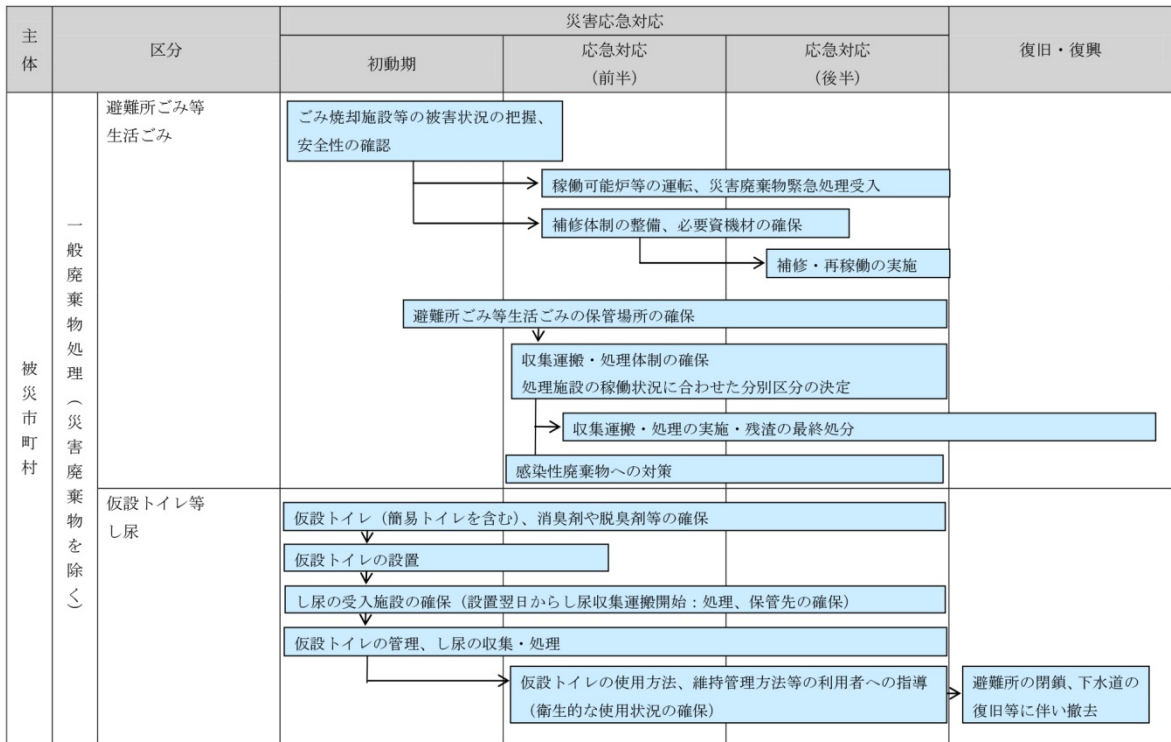 主体
区分
災害応急対応
初動期
応急対応
（前半）
応急対応
（後半）
復旧・復興
被災市町村
一般廃棄物処理（災害廃棄物を除く）
避難所ごみ等
生活ごみ
ごみ焼却施設等の被害状況の把握、
安全性の確認
稼働可能炉等の運転、災害廃棄物緊急処理受入
補修体制の整備、必要資機材の確保
補修・再稼働の実施
避難所ごみ等生活ごみの保管場所の確保
収集運搬・処理体制の確保
処理施設の稼働状況に合わせた分別区分の決定
収集運搬・処理の実施・残渣の最終処分
感染性廃棄物への対策
仮設トイレ等
し尿
仮設トイレ（簡易トイレを含む）、消臭剤や脱臭剤等の確保
仮設トイレの設置
し尿の受入施設の確保（設置翌日からし尿収集運搬開始：処理、保管先の確保）
仮設トイレの管理、し尿の収集・処理
仮設トイレの使用方法、維持管理方法等の利用者への指導
（衛生的な使用状況の確保）
避難所の閉鎖、下水道の
復旧等に伴い撤去